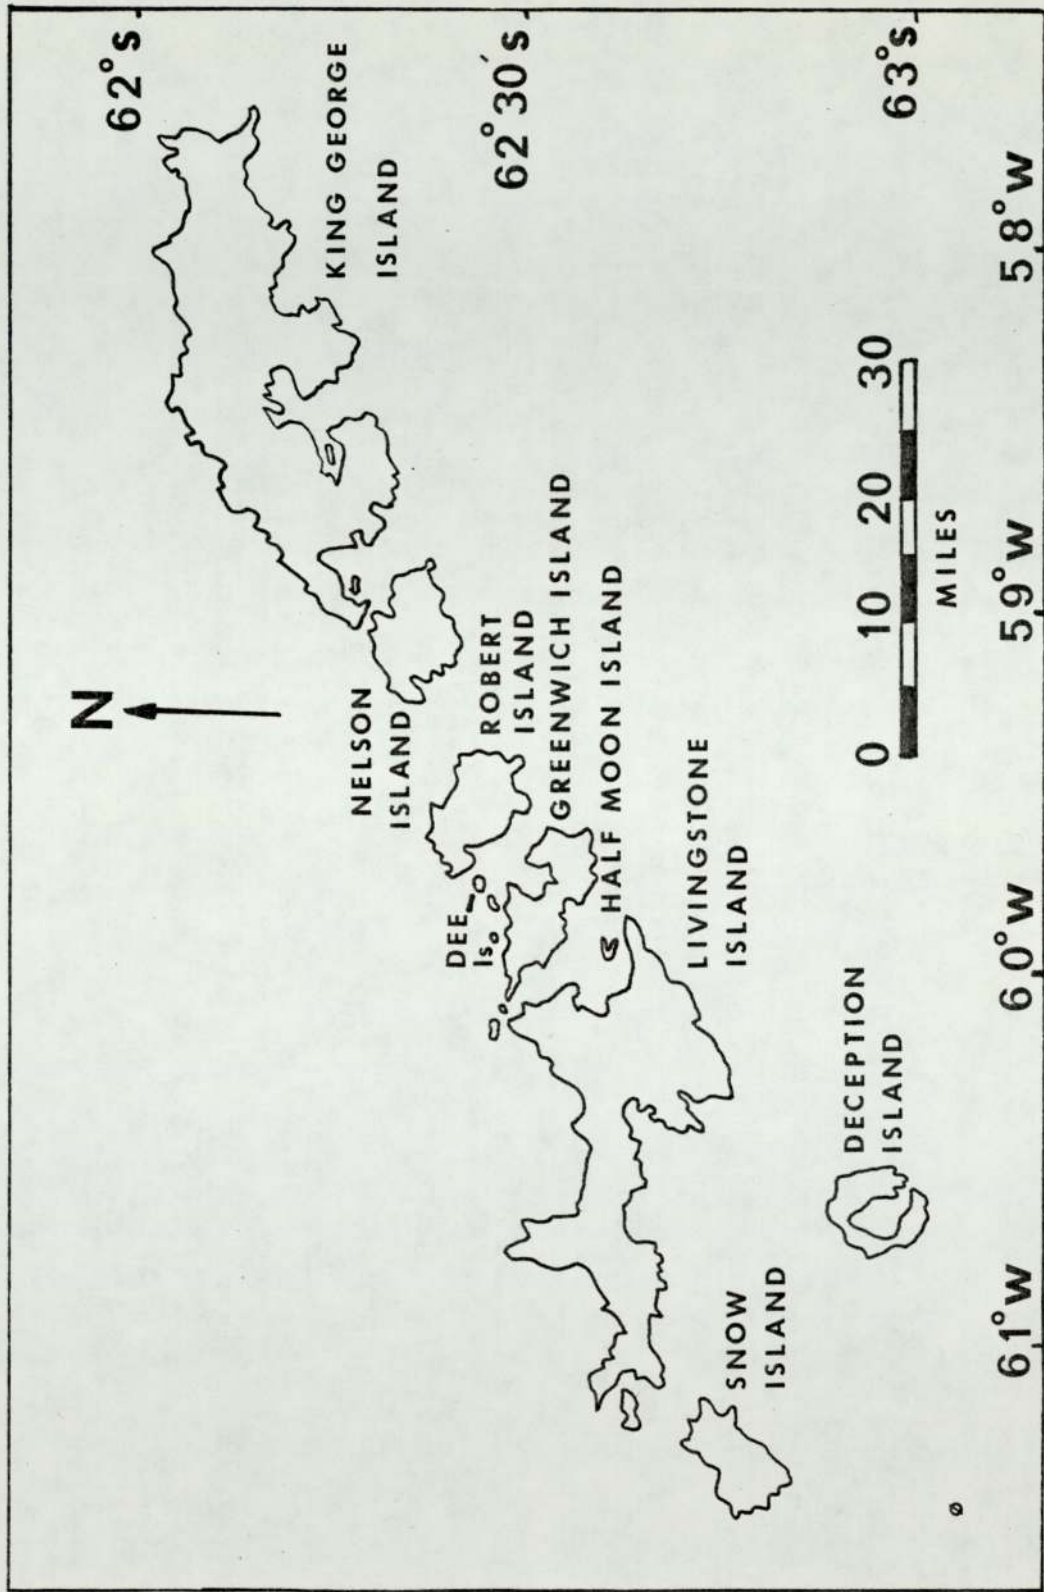 N
62°s
62°30's
63°s
KING GEORGE
ISLAND
NELSON
ISLAND
ROBERT
ISLAND
DEE
Is.
GREENWICH ISLAND
HALF MOON ISLAND
LIVINGSTONE
ISLAND
DECEPTION
ISLAND
SNOW
ISLAND
0 10 20 30
MILES
61°w 60°w 59°w 58°w